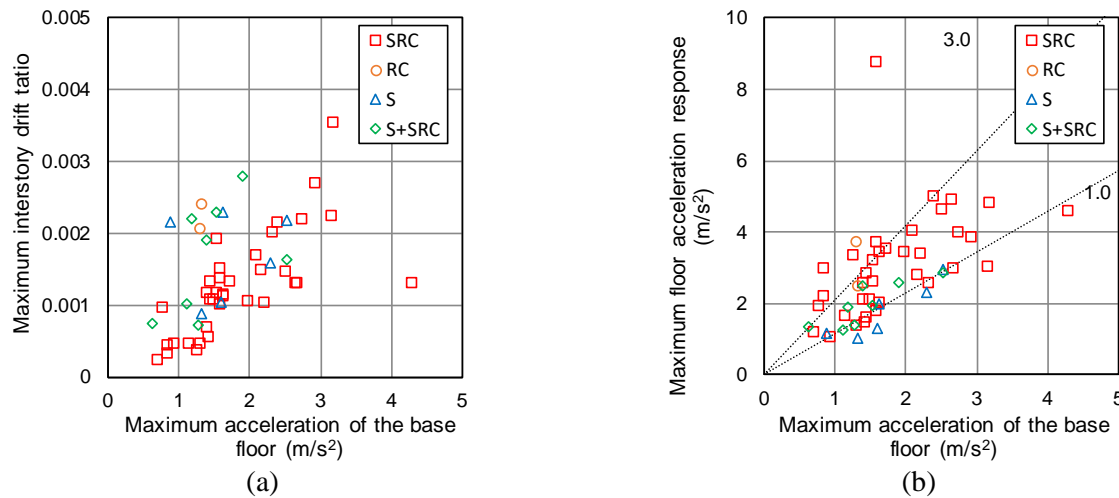 0.005
0.004
0.003
0.002
0.001
0
0 1 2 3 4 5
Maximum interstory drift tatio
Maximum acceleration of the base
floor (m/s²)
SRC
RC
S
S+SRC
(a)
10
8
6
4
2
0
0 1 2 3 4 5
Maximum floor acceleration response
(m/s²)
Maximum acceleration of the base
floor (m/s²)
3.0
1.0
SRC
RC
S
S+SRC
(b)